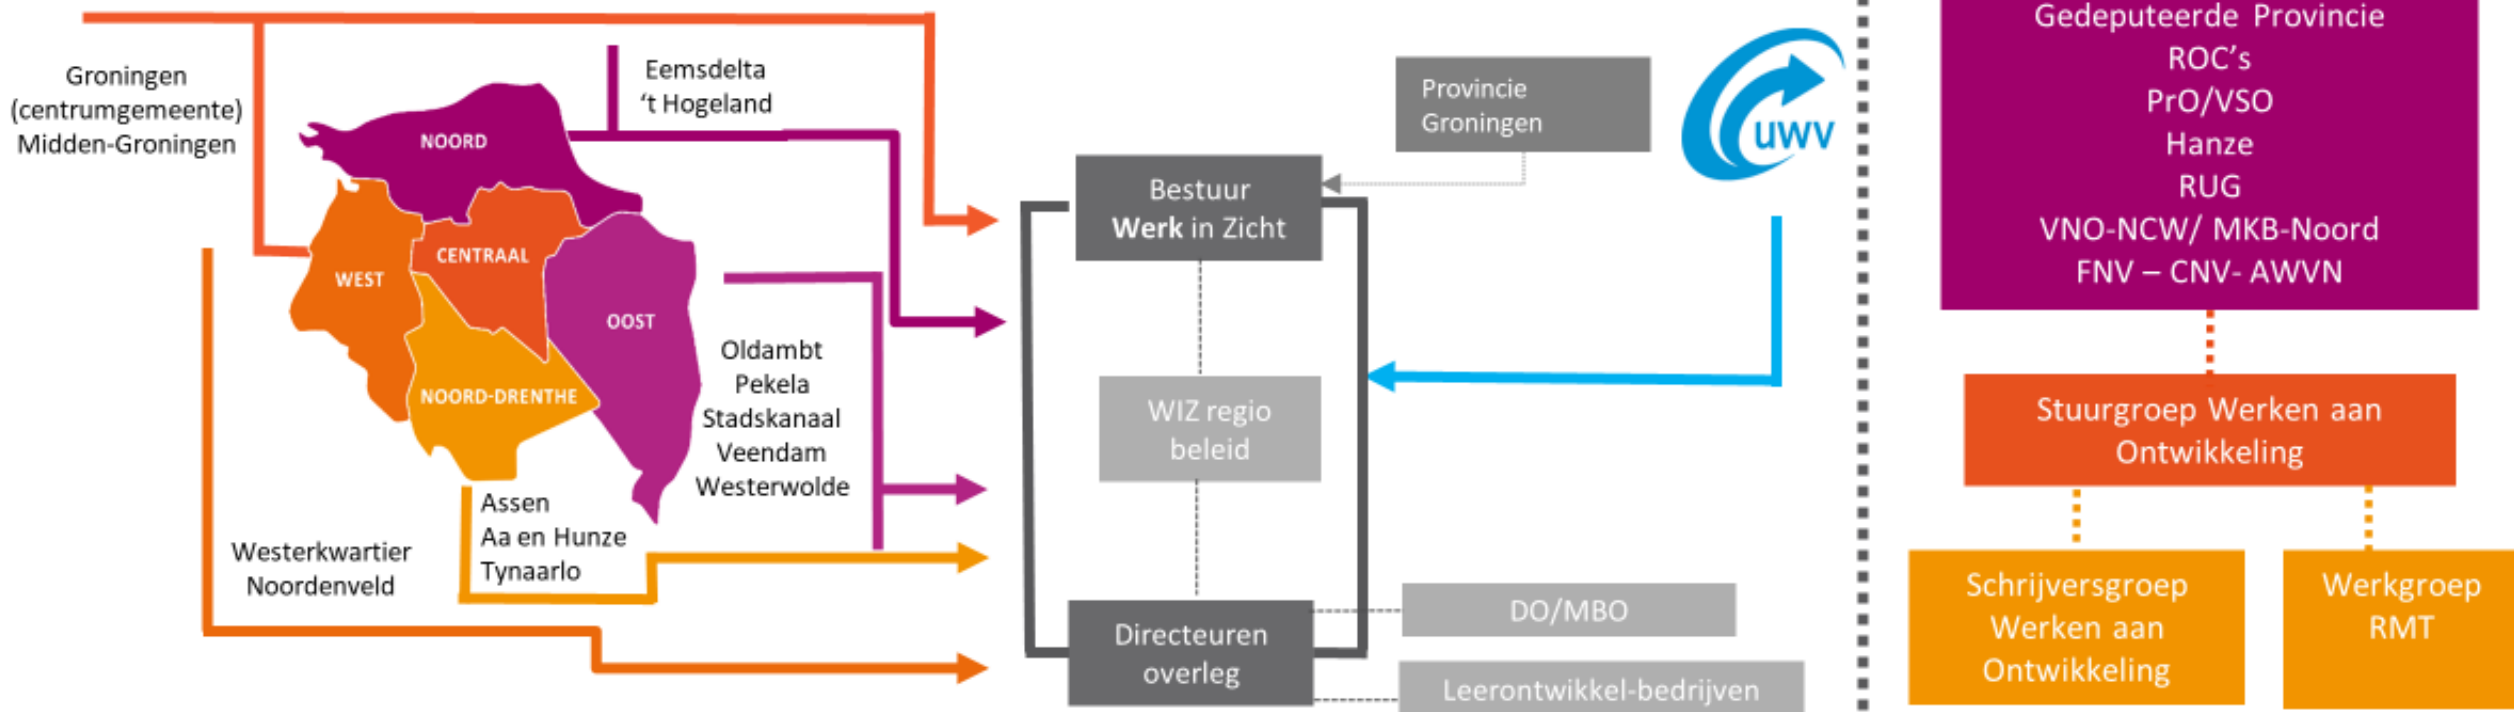 Groningen
(centrumgemeente)
Midden-Groningen
Eemsdelta
‘t Hogeland
NOORD
CENTRAAL
WEST
OOST
NOORD-DRENTHE
Oldambt
Pekela
Stadskanaal
Veendam
Westerwolde
Assen
Aa en Hunze
Tynaarlo
Westerkwartier
Noordenveld
Provincie
Groningen
Bestuur
Werk in Zicht
WIZ regio
beleid
Directeuren
overleg
DO/MBO
Leerontwikkel-bedrijven
UWV
Gedeputeerde Provincie
ROC’s
PrO/VSO
Hanze
RUG
VNO-NCW/ MKB-Noord
FNV – CNV- AWVN
Stuurgroep Werken aan
Ontwikkeling
Schrijversgroep
Werken aan
Ontwikkeling
Werkgroep
RMT